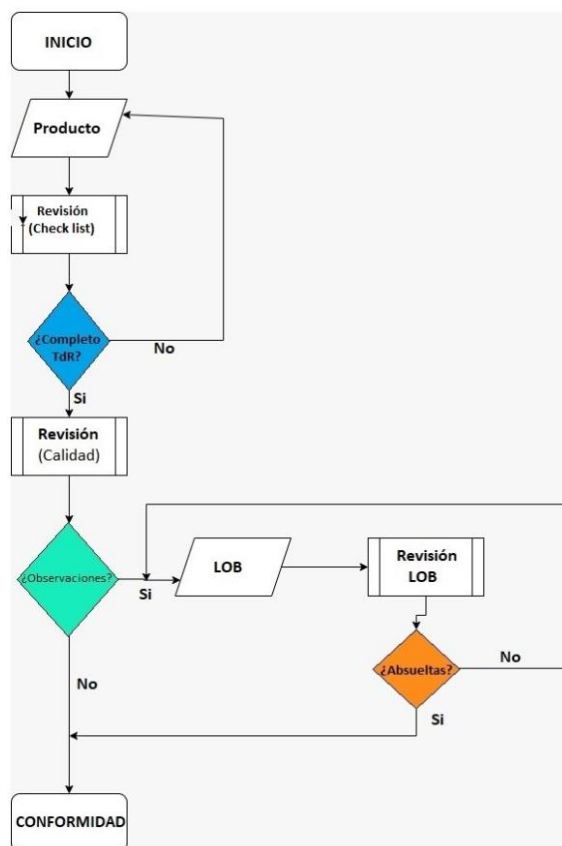 INICIO
Producto
Revisión
(Check list)
¿Completo
TdR?
No
Si
Revisión
(Calidad)
¿Observaciones?
Si
LOB
Revisión
LOB
¿Absueltas?
No
No
Si
CONFORMIDAD